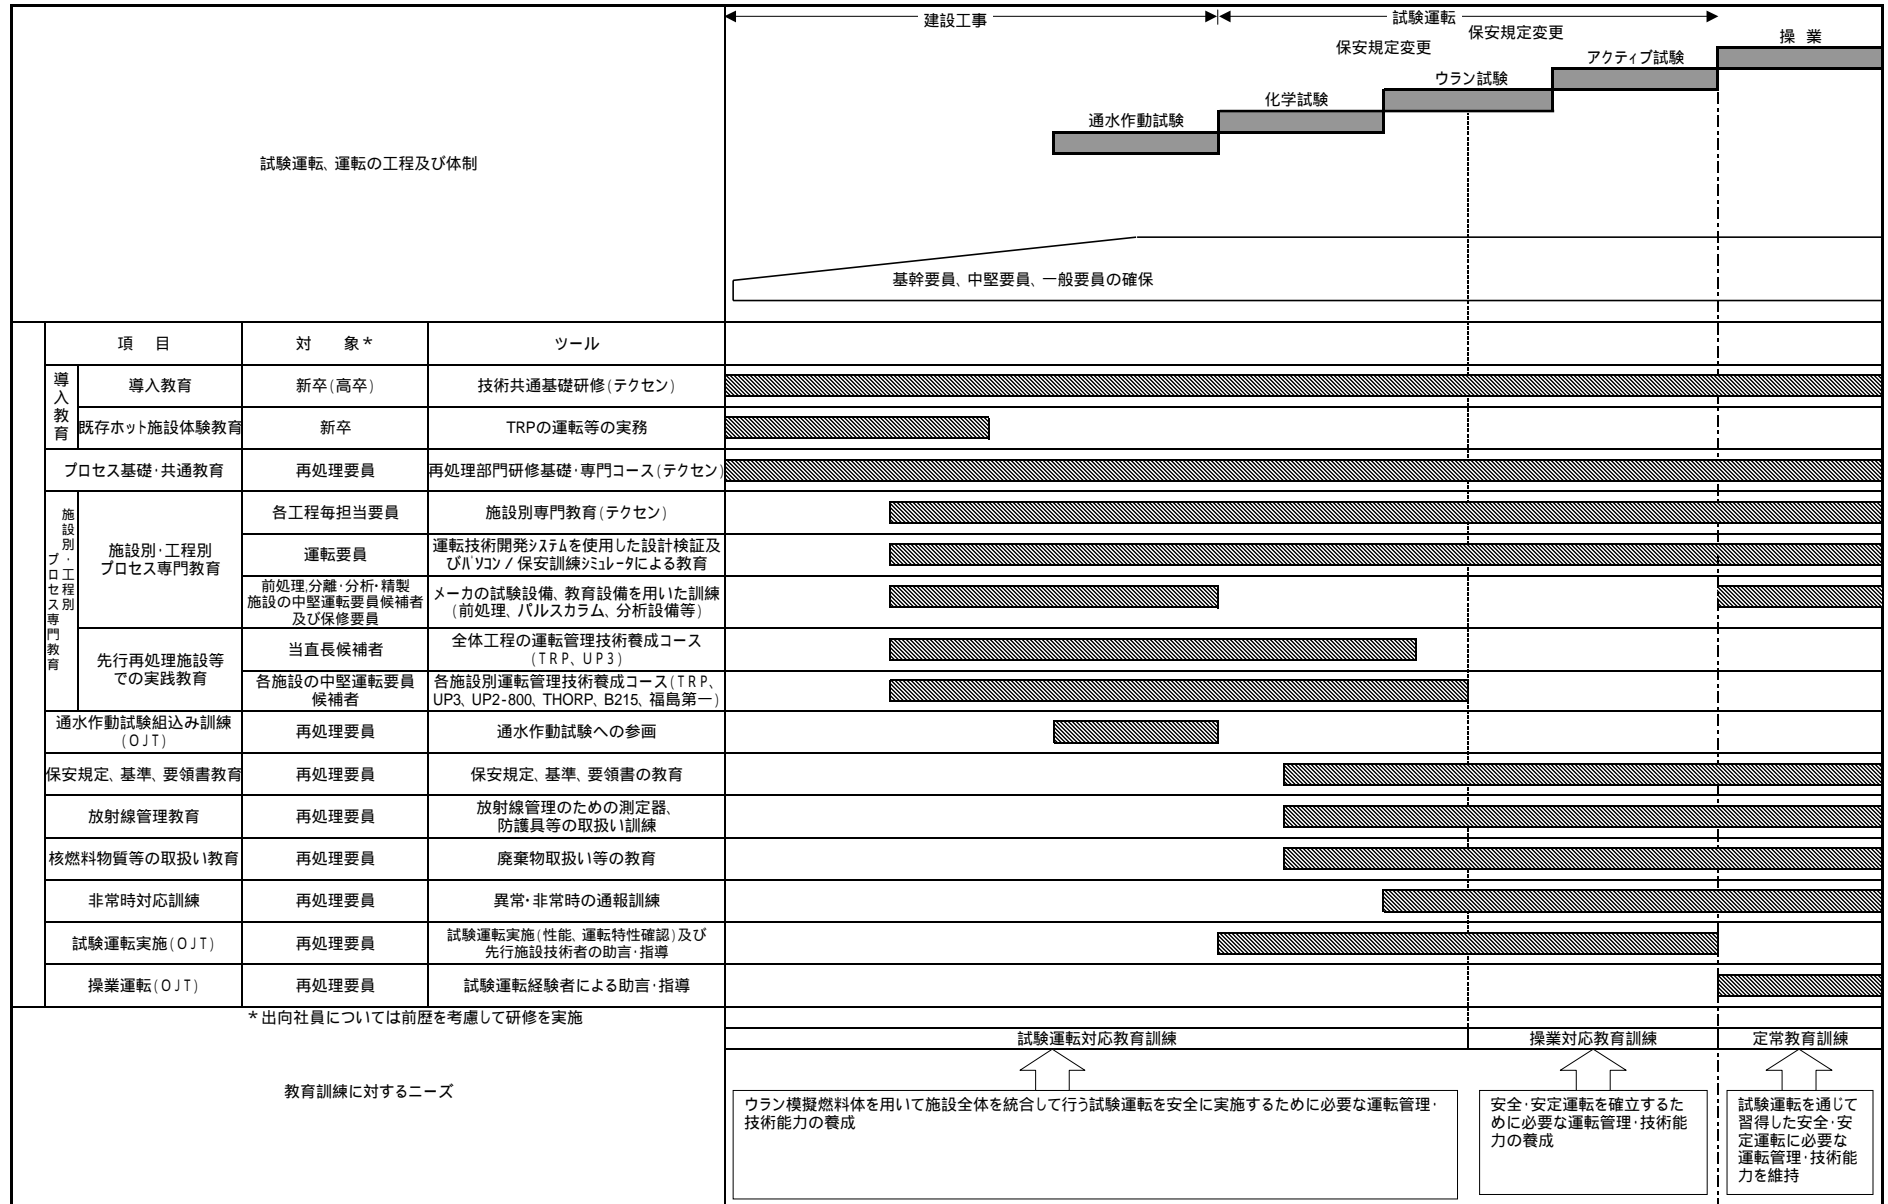 建設工事
試験運転
保安規定変更
保安規定変更
操 業
アクティブ試験
ウラン試験
化学試験
通水作動試験
試験運転、運転の工程及び体制
基幹要員、中堅要員、一般要員の確保
項 目
対 象*
ツール
導入教育
導入教育
新卒(高卒)
技術共通基礎研修(テクセン)
既存ホット施設体験教育
新卒
TRPの運転等の実務
プロセス基礎・共通教育
再処理要員
再処理部門研修基礎・専門コース(テクセン)
施設別・工程別
プロセス専門教育
施設別・工程別
プロセス専門教育
各工程毎担当要員
施設別専門教育(テクセン)
運転要員
運転技術開発システムを使用した設計検証及
びパソコン/保安訓練シミュレータによる教育
前処理,分離・分析・精製
施設の中堅運転要員候補者
及び保修要員
メーカの試験設備、教育設備を用いた訓練
(前処理、パルスカラム、分析設備等)
先行再処理施設等
での実践教育
当直長候補者
全体工程の運転管理技術養成コース
(TRP、UP3)
各施設の中堅運転要員
候補者
各施設別運転管理技術養成コース(TRP、
UP3、UP2-800、THORP、B215、福島第一)
通水作動試験組込み訓練
(OJT)
再処理要員
通水作動試験への参画
保安規定、基準、要領書教育
再処理要員
保安規定、基準、要領書の教育
放射線管理教育
再処理要員
放射線管理のための測定器、
防護具等の取扱い訓練
核燃料物質等の取扱い教育
再処理要員
廃棄物取扱い等の教育
非常時対応訓練
再処理要員
異常・非常時の通報訓練
試験運転実施(OJT)
再処理要員
試験運転実施(性能、運転特性確認)及び
先行施設技術者の助言・指導
操業運転(OJT)
再処理要員
試験運転経験者による助言・指導
*出向社員については前歴を考慮して研修を実施
教育訓練に対するニーズ
試験運転対応教育訓練
操業対応教育訓練
定常教育訓練
ウラン模擬燃料体を用いて施設全体を統合して行う試験運転を安全に実施するために必要な運転管理・
技術能力の養成
安全・安定運転を確立するた
めに必要な運転管理・技術能
力の養成
試験運転を通じて
習得した安全・安
定運転に必要な
運転管理・技術能
力を維持